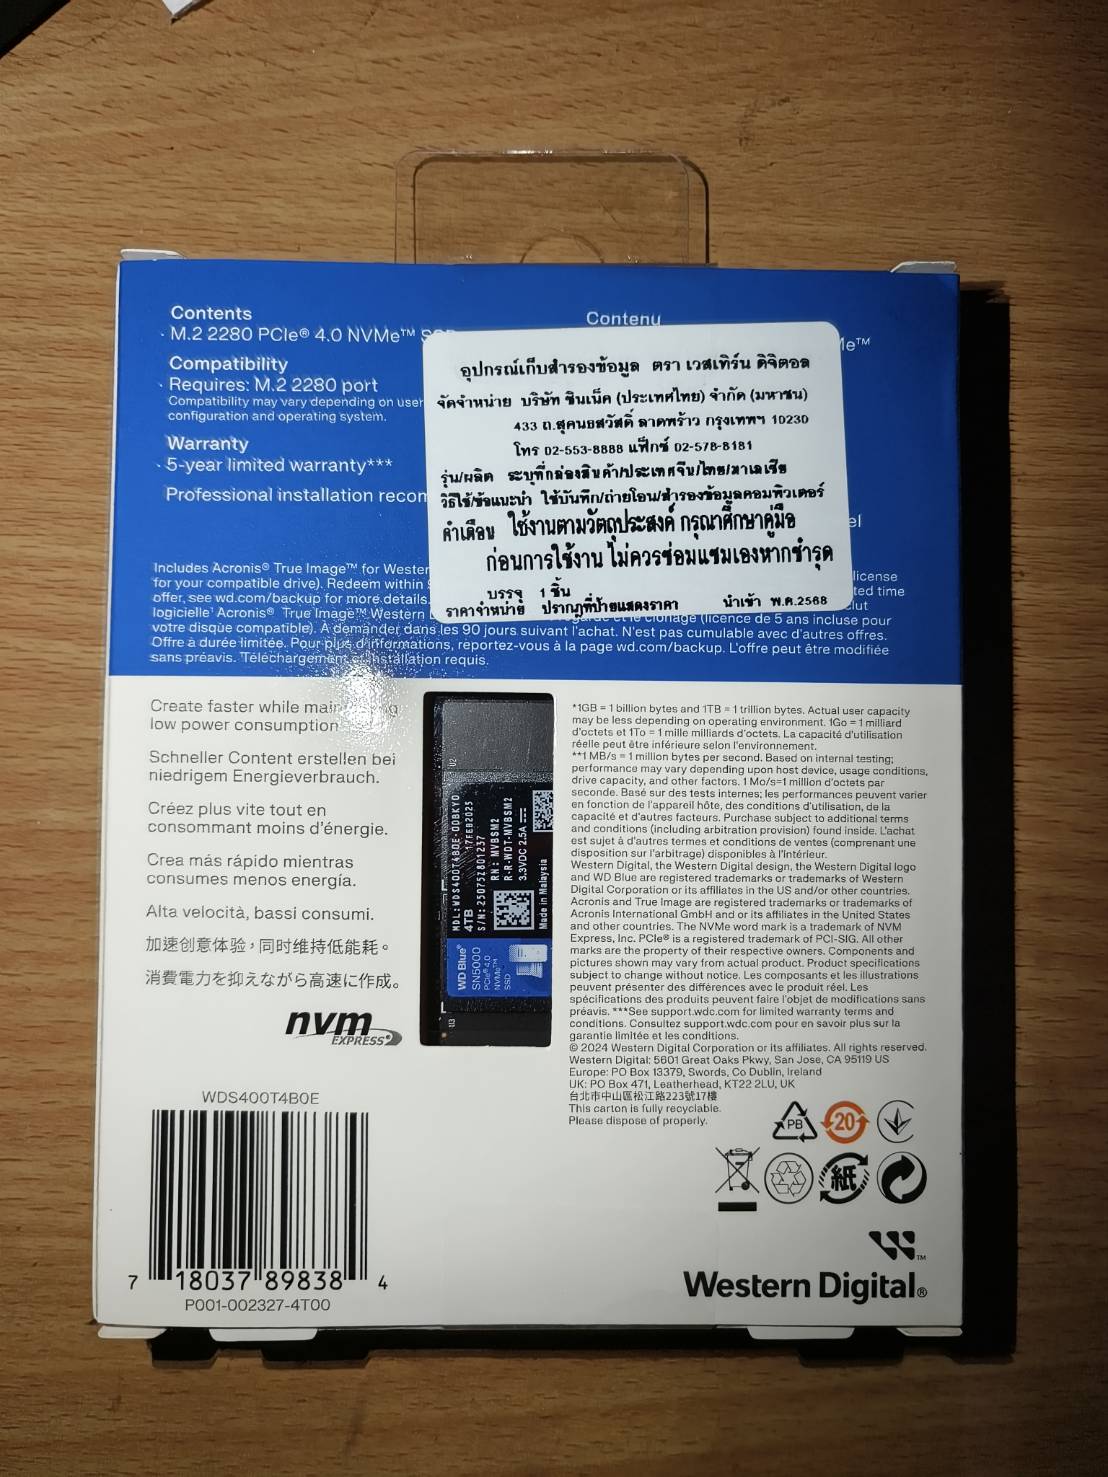 Contents
· M.2 2280 PCIe® 4.0 NVMe™
Compatibility
· Requires: M.2 2280 port
Compatibility may vary depending on user
configuration and operating system.
Warranty
· 5-year limited warranty***
Professional installation
Contenu
อุปกรณ์เก็บสำรองข้อมูล ตรา เวสเทิร์น ดิจิตอล
จัดจำหน่าย บริษัท ซินเน็ค (ประเทศไทย) จำกัด (มหาชน)
433 ถ.สุคนธสวัสดิ์ ลาดพร้าว กรุงเทพฯ 10230
โทร 02-553-8888 แฟ็กซ์ 02-578-8181
รุ่น/ผลิต ระบุที่กล่องสินค้า/ประเทศจีน/ไทย/มาเลเซีย
วิธีใช้/ข้อแนะนำ ใช้บันทึก/ถ่ายโอน/สำรองข้อมูลคอมพิวเตอร์
คำเตือน ใช้งานตามวัตถุประสงค์ กรุณาศึกษาคู่มือ
ก่อนการใช้งาน ไม่ควรซ่อมแซมเองหากชำรุด
บรรจุ 1 ชิ้น
ราคาจำหน่าย ปรากฏที่ป้ายแสดงราคา นำเข้า พ.ค.2568
Includes Acronis® True Image™ for
for your compatible drive). Redeem within license
offer, see wd.com/backup for more details. time
logicielle¹ Acronis® True Image™ Western (licence de 5 ans incluse pour
votre disque compatible). À demander dans les 90 jours suivant l'achat. N'est pas cumulable avec d'autres offres.
Offre à durée limitée. Pour plus d'informations, reportez-vous à la page wd.com/backup. L'offre peut être modifiée
sans préavis. Téléchargement et installation requis.
Create faster while maintaining
low power consumption
Schneller Content erstellen bei
niedrigem Energieverbrauch.
Créez plus vite tout en
consommant moins d'énergie.
Crea más rápido mientras
consumes menos energía.
Alta velocità, bassi consumi.
加速创意体验，同时维持低能耗。
消費電力を抑えながら高速に作成。
nvm
EXPRESS
WDS400T4B0E
7 18037 89838 4
P001-002327-4T00
U2
MDL:WDS400T4B0E-00BKY0
4TB 17FEB2025
S/N: 25075Z801237
RN: MVBSM2
R-R-WDT-MVBSM2
3.3VDC 2.5A
Made in Malaysia
WD Blue®
SN5000
PCIe® 4.0
NVMe™
SSD
U3
*1GB = 1 billion bytes and 1TB = 1 trillion bytes. Actual user capacity
may be less depending on operating environment. 1Go = 1 milliard
d'octets et 1To = 1 mille milliards d'octets. La capacité d'utilisation
réelle peut être inférieure selon l'environnement.
**1 MB/s = 1 million bytes per second. Based on internal testing;
performance may vary depending upon host device, usage conditions,
drive capacity, and other factors. 1 Mo/s=1 million d'octets par
seconde. Basé sur des tests internes; les performances peuvent varier
en fonction de l'appareil hôte, des conditions d'utilisation, de la
capacité et d'autres facteurs. Purchase subject to additional terms
and conditions (including arbitration provision) found inside. L'achat
est sujet à d'autres termes et conditions de ventes (comprenant une
disposition sur l'arbitrage) disponibles à l'intérieur.
Western Digital, the Western Digital design, the Western Digital logo
and WD Blue are registered trademarks or trademarks of Western
Digital Corporation or its affiliates in the US and/or other countries.
Acronis and True Image are registered trademarks or trademarks of
Acronis International GmbH and or its affiliates in the United States
and other countries. The NVMe word mark is a trademark of NVM
Express, Inc. PCIe® is a registered trademark of PCI-SIG. All other
marks are the property of their respective owners. Components and
pictures shown may vary from actual product. Product specifications
subject to change without notice. Les composants et les illustrations
peuvent présenter des différences avec le produit réel. Les
spécifications des produits peuvent faire l'objet de modifications sans
préavis. ***See support.wdc.com for limited warranty terms and
conditions. Consultez support.wdc.com pour en savoir plus sur la
garantie limitée et les conditions.
© 2024 Western Digital Corporation or its affiliates. All rights reserved.
Western Digital: 5601 Great Oaks Pkwy, San Jose, CA 95119 US
Europe: PO Box 13379, Swords, Co Dublin, Ireland
UK: PO Box 471, Leatherhead, KT22 2LU, UK
台北市中山區松江路223號17樓
This carton is fully recyclable.
Please dispose of properly.
PB
20
紙
Western Digital®